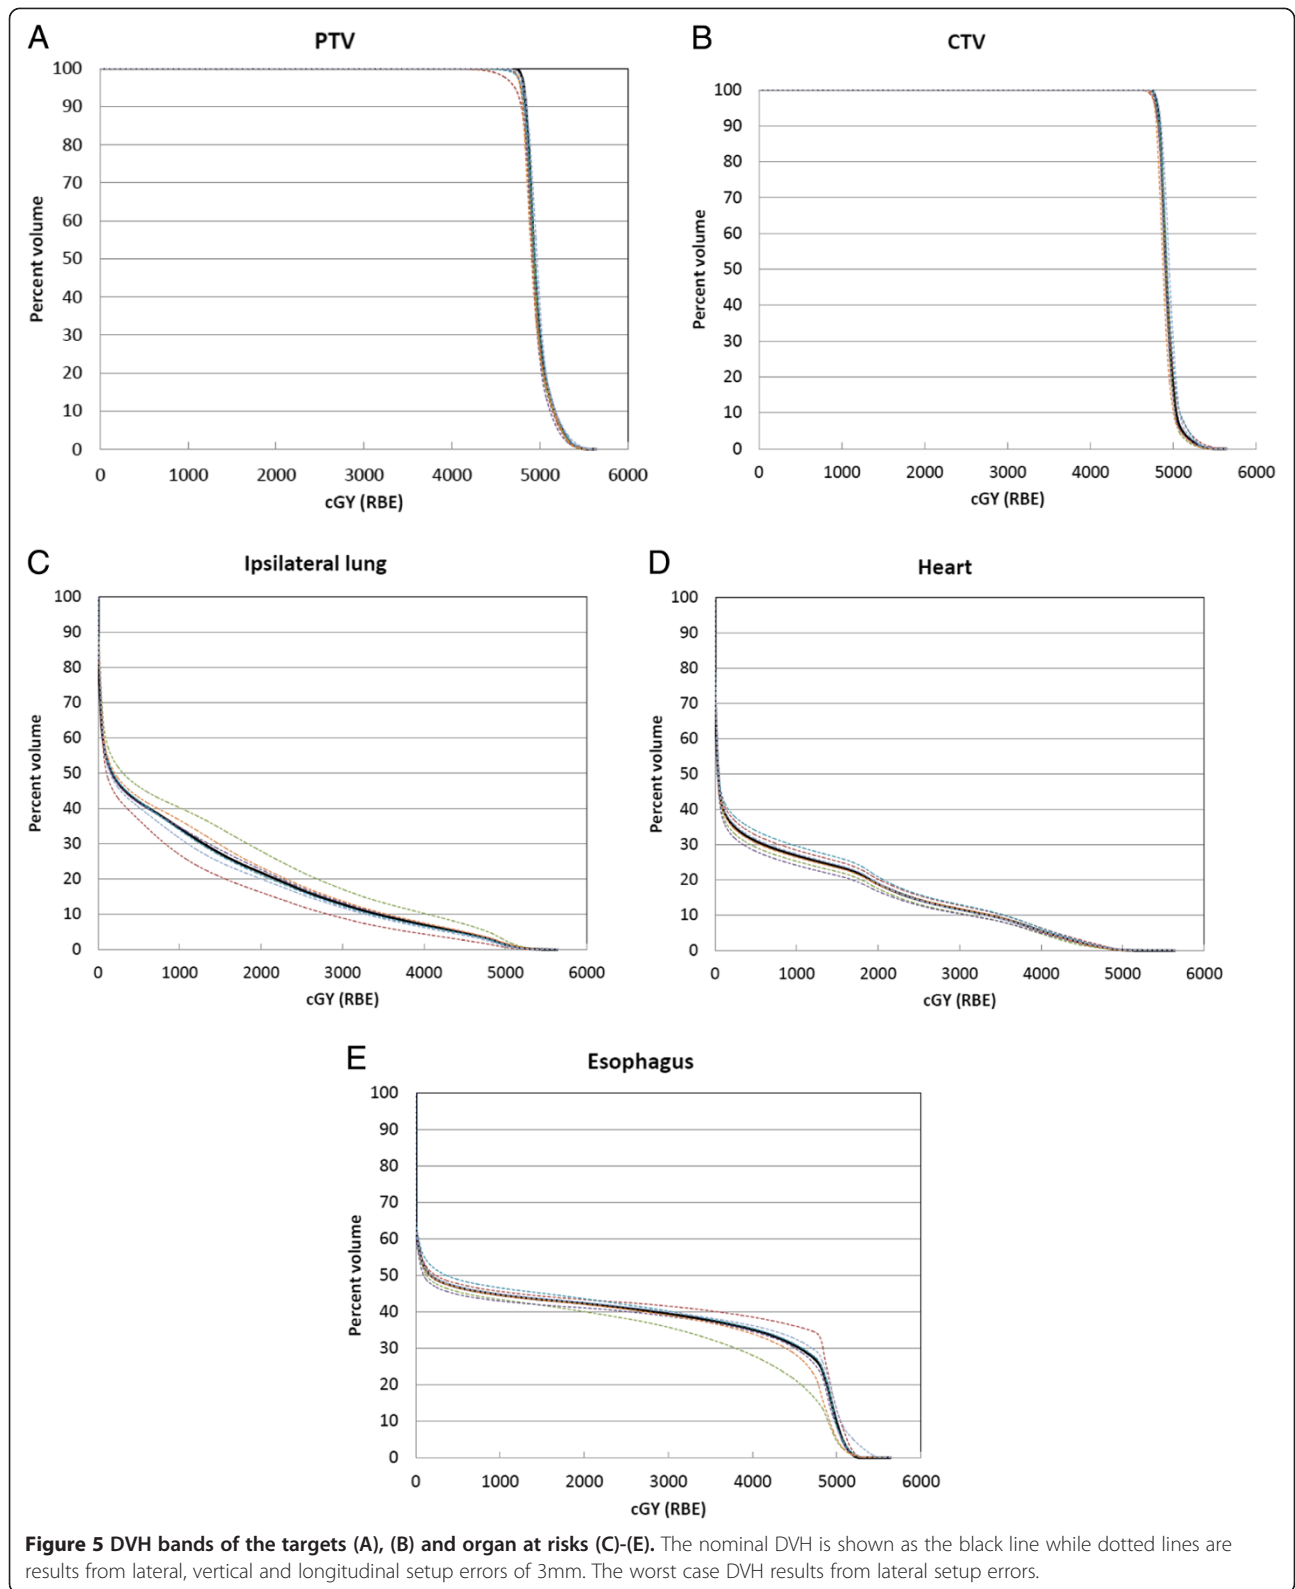 A
PTV
100
90
80
70
60
50
40
30
20
10
0
Percent volume
0 1000 2000 3000 4000 5000 6000
cGY (RBE)
B
CTV
100
90
80
70
60
50
40
30
20
10
0
Percent volume
0 1000 2000 3000 4000 5000 6000
cGY (RBE)
C
Ipsilateral lung
100
90
80
70
60
50
40
30
20
10
0
Percent volume
0 1000 2000 3000 4000 5000 6000
cGY (RBE)
D
Heart
100
90
80
70
60
50
40
30
20
10
0
Percent volume
0 1000 2000 3000 4000 5000 6000
cGY (RBE)
E
Esophagus
100
90
80
70
60
50
40
30
20
10
0
Percent volume
0 1000 2000 3000 4000 5000 6000
cGY (RBE)
Figure 5 DVH bands of the targets (A), (B) and organ at risks (C)-(E). The nominal DVH is shown as the black line while dotted lines are
results from lateral, vertical and longitudinal setup errors of 3mm. The worst case DVH results from lateral setup errors.